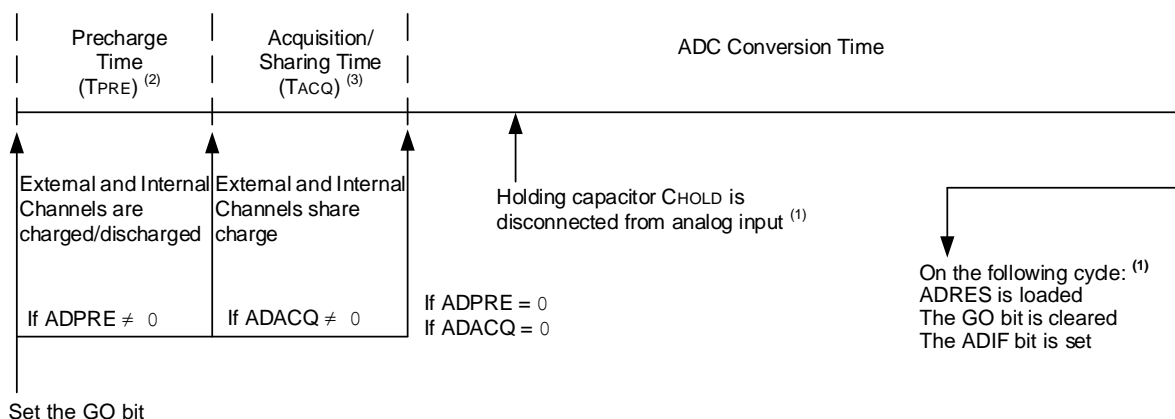 Precharge
Time
(TPRE) (2)
Acquisition/
Sharing Time
(TACQ) (3)
ADC Conversion Time
External and Internal
Channels are
charged/discharged
External and Internal
Channels share
charge
Holding capacitor CHOLD is
disconnected from analog input (1)
If ADPRE ≠ 0
If ADACQ ≠ 0
If ADPRE = 0
If ADACQ = 0
On the following cycle: (1)
ADRES is loaded
The GO bit is cleared
The ADIF bit is set
Set the GO bit